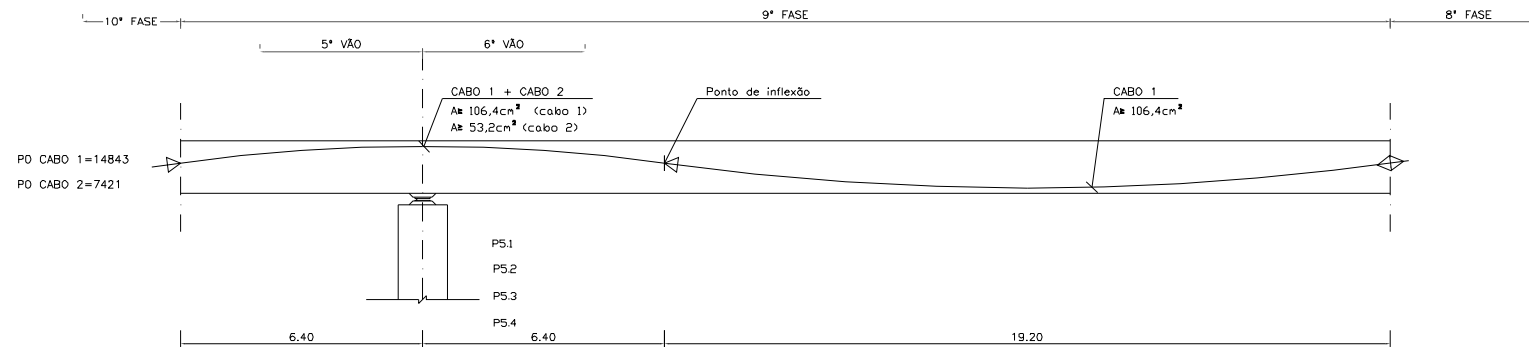 10ª FASE
9ª FASE
8ª FASE
5° VÃO
6° VÃO
CABO 1 + CABO 2
A≥ 106,4cm² (cabo 1)
A≥ 53,2cm² (cabo 2)
Ponto de inflexão
CABO 1
A≥ 106,4cm²
P0 CABO 1=14843
P0 CABO 2=7421
P5.1
P5.2
P5.3
P5.4
6.40
6.40
19.20